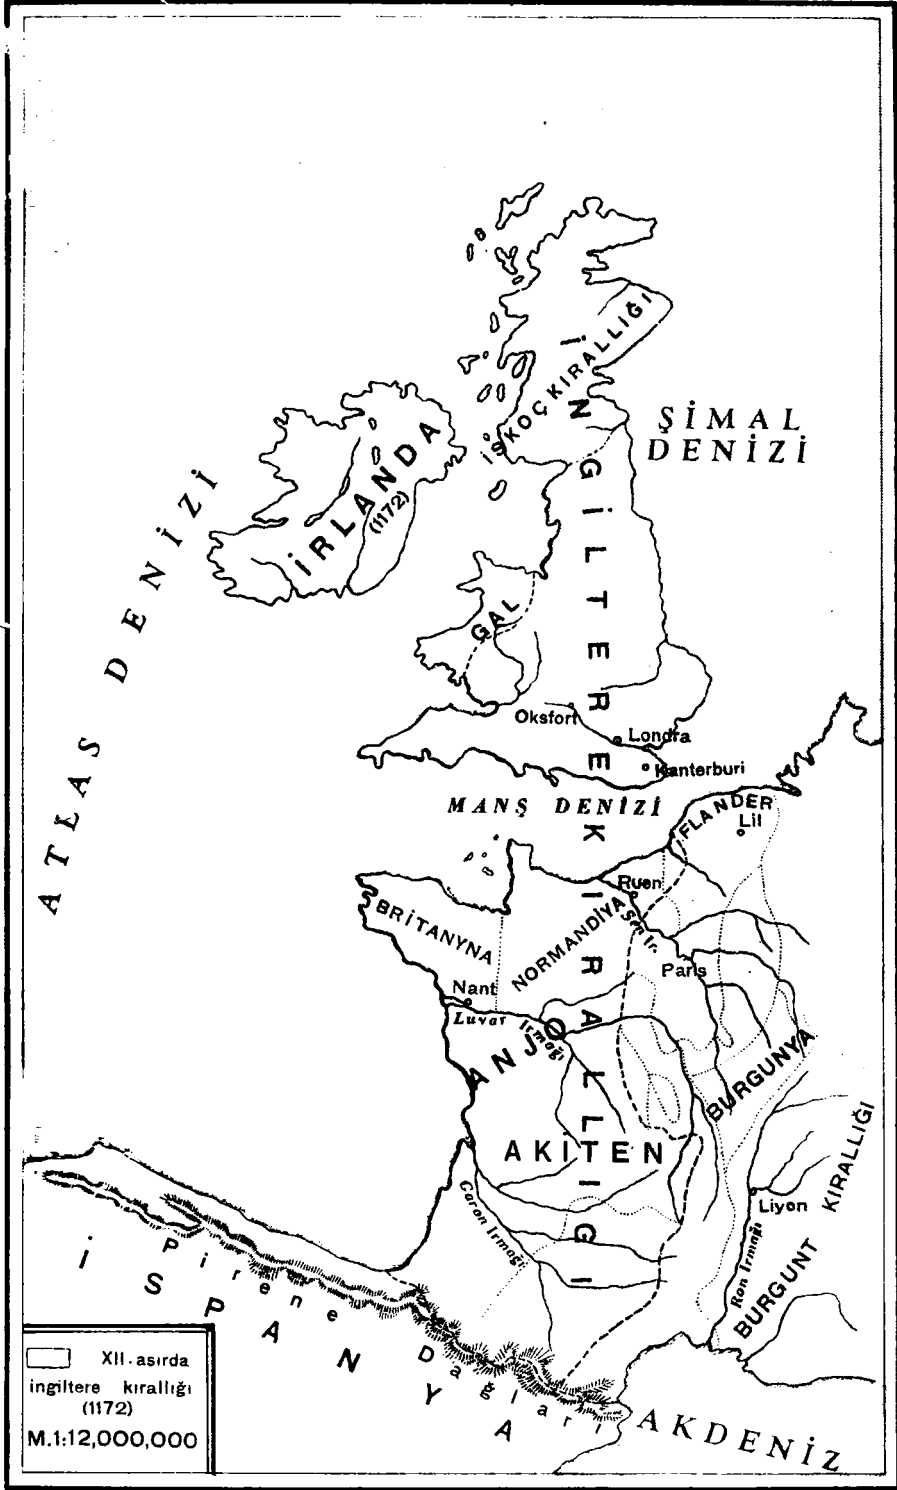 İSKOÇ KIRALLIĞI
ŞİMAL
DENİZİ
İRLANDA
(1172)
ATLAS DENİZİ
İNGİLTERE KIRALLIGI
GAL
Oksfort
Londra
Kanterburi
MANŞ DENİZİ
FLANDER
Lil
Ruen
BRİTANYNA
NORMANDİYA
Sen Ir.
Paris
Nant
Luvar Irmağı
ANJO
BURGUNYA
AKİTEN
Garon Irmağı
Liyon
Ron Irmağı
BURGUNT KIRALLIĞI
Pirene Dağları
İSPANYA
AKDENİZ
XII. asırda
ingiltere kırallığı
(1172)
M.1:12,000,000